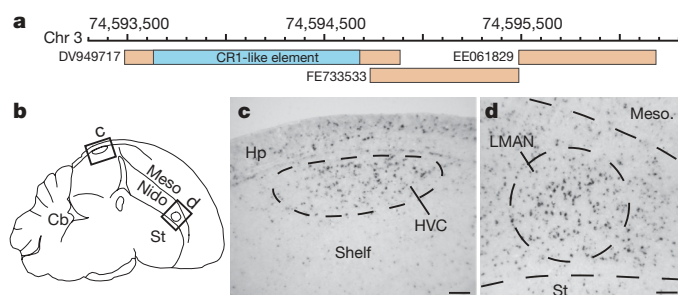 a
74,593,500 74,594,500 74,595,500
Chr 3
DV949717 CR1-like element EE061829
FE733533
b
c
Meso
Nido
d
Cb
St
c
Hp
HVC
Shelf
d
Meso.
LMAN
St